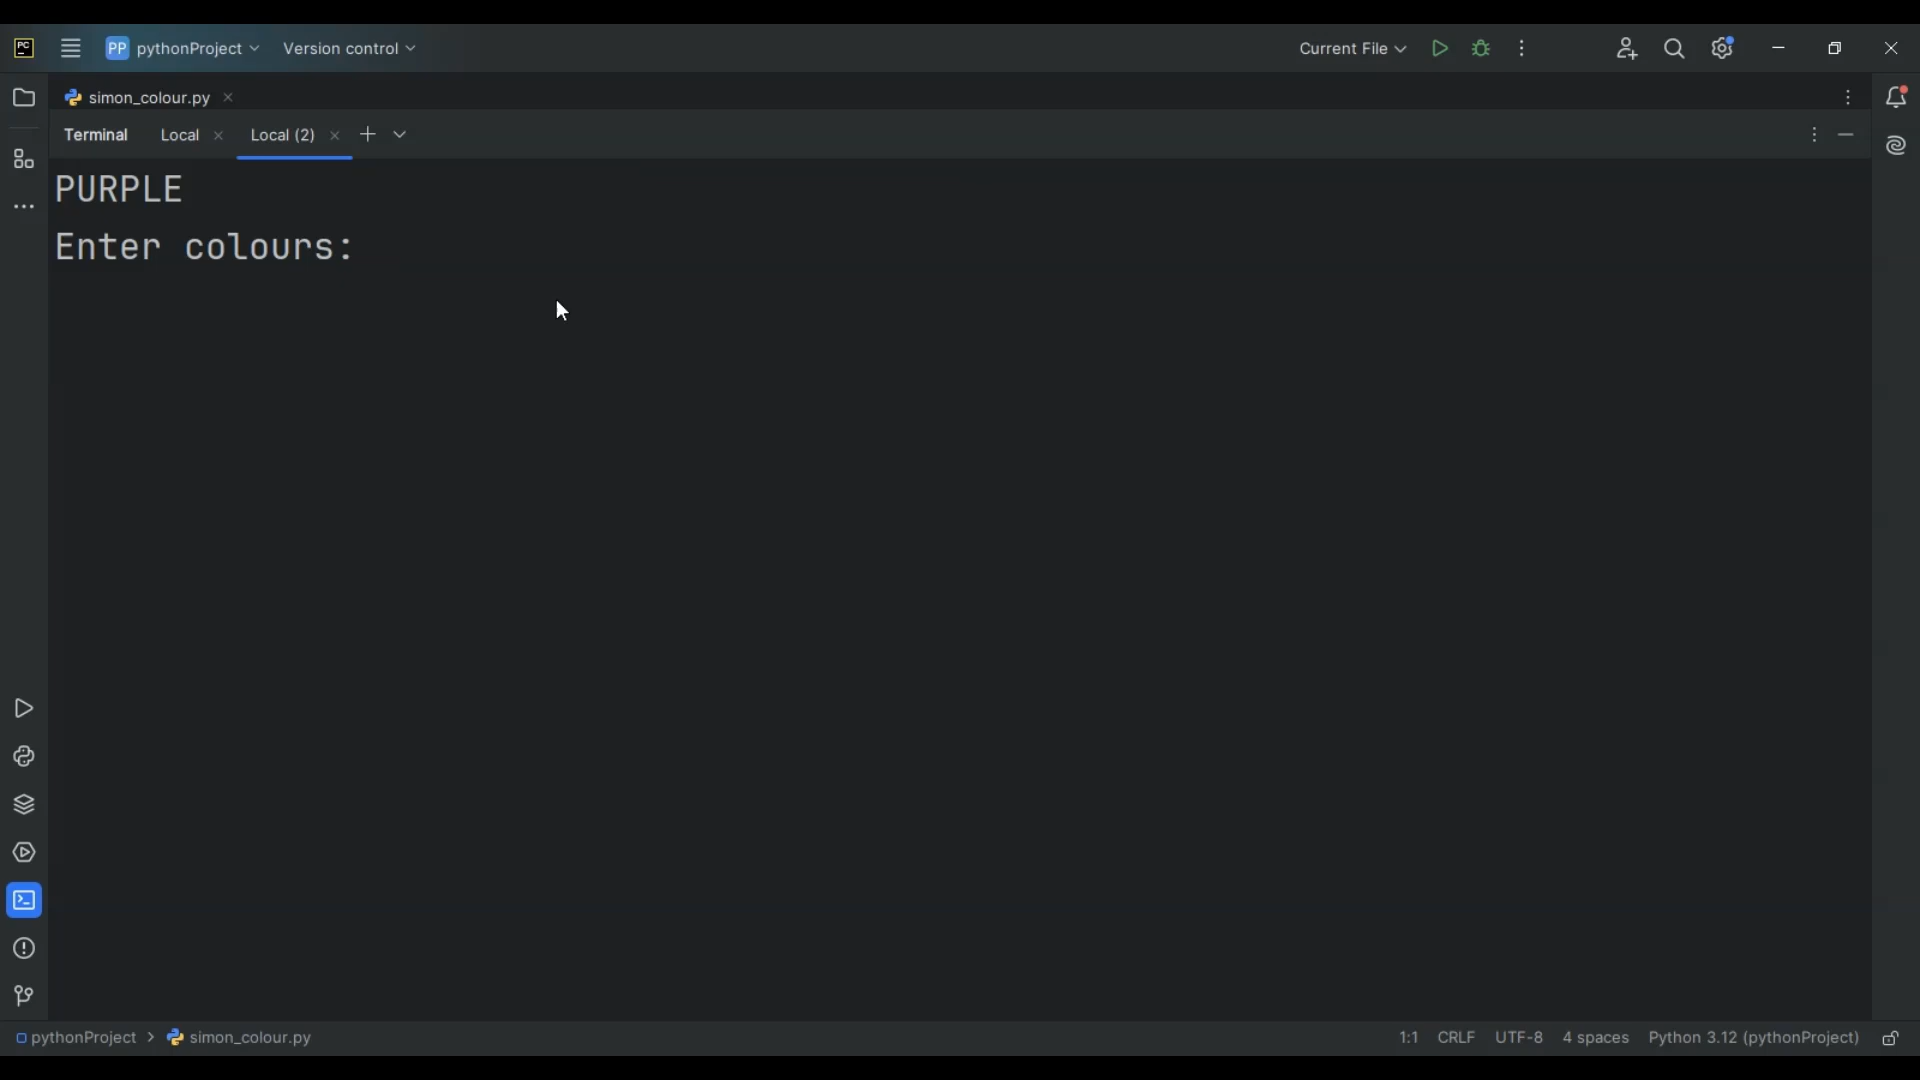 PC PP pythonProject Version control Current File
simon_colour.py
Terminal Local Local (2)
PURPLE
Enter colours:
pythonProject simon_colour.py 1:1 CRLF UTF-8 4 spaces Python 3.12 (pythonProject)